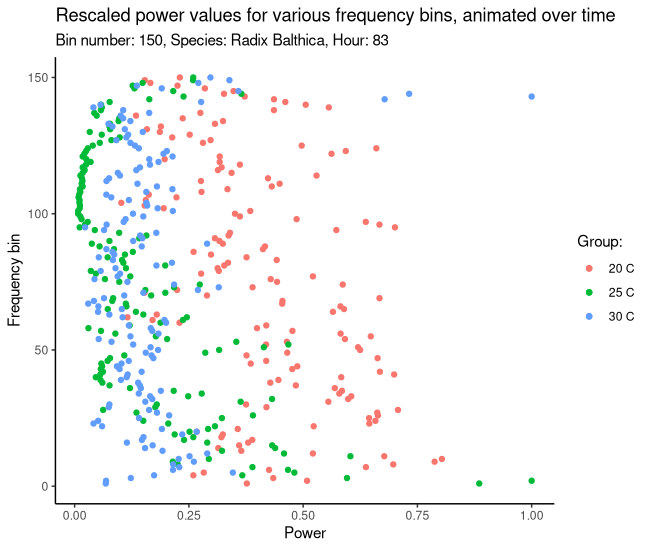 Rescaled power values for various frequency bins, animated over time
Bin number: 150, Species: Radix Balthica, Hour: 83
150
100
50
0
Frequency bin
0.00 0.25 0.50 0.75 1.00
Power
Group:
20 C
25 C
30 C